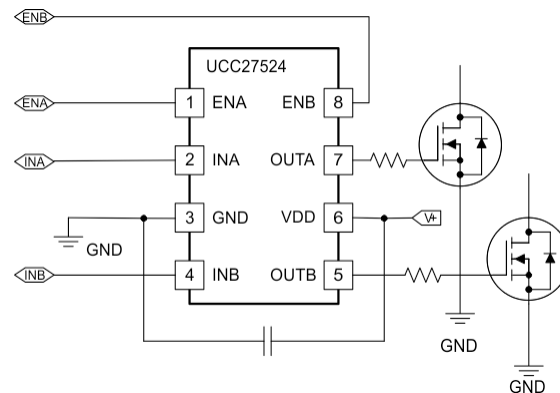 ENB
UCC27524
ENA 1 ENA ENB 8
INA 2 INA OUTA 7
3 GND VDD 6 V+
GND
INB 4 INB OUTB 5
GND
GND